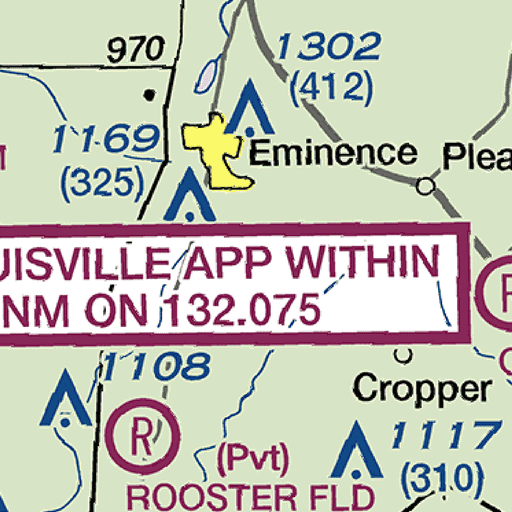 970
1302
(412)
1169
(325)
Eminence
UISVILLE APP WITHIN
NM ON 132.075
1108
Cropper
R
1117
(310)
(Pvt)
ROOSTER FLD